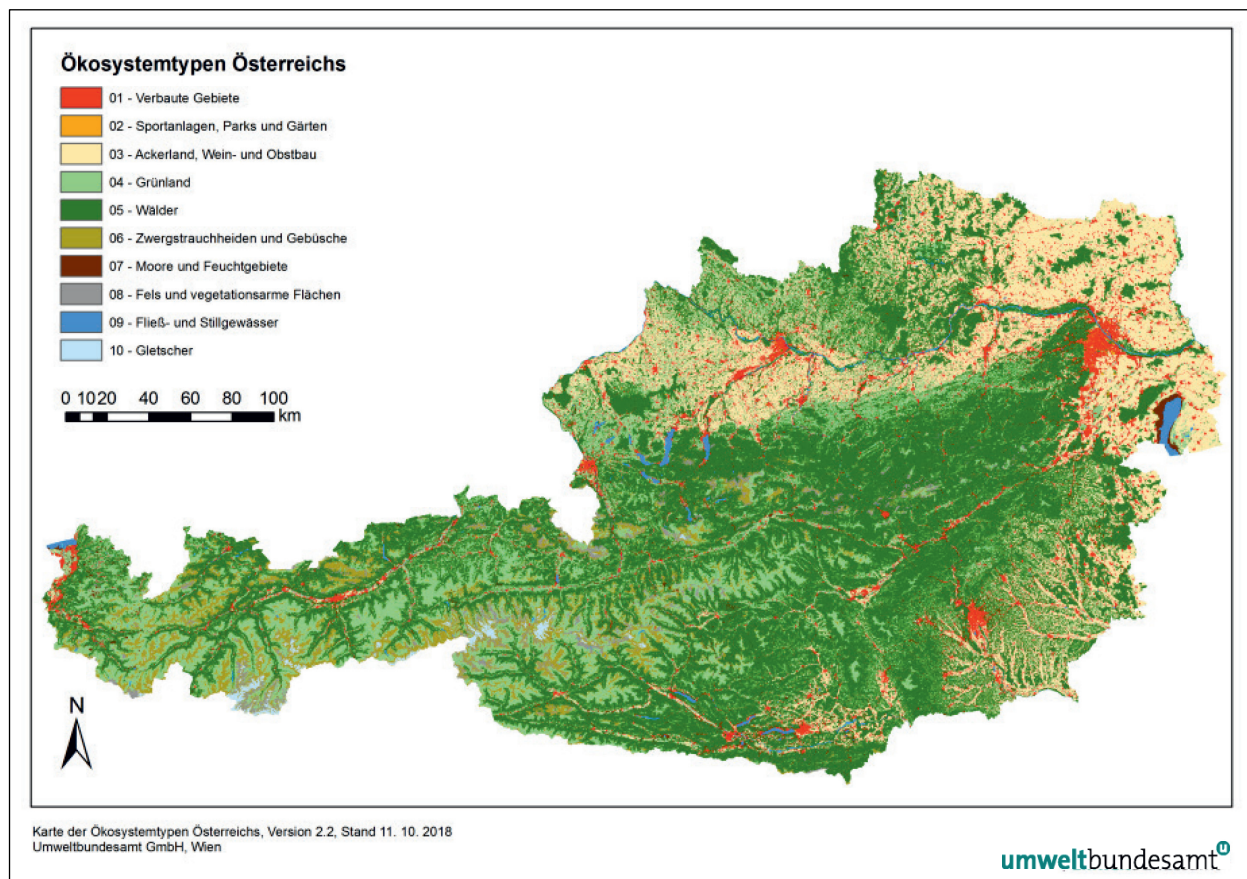 Ökosystemtypen Österreichs
01 - Verbaute Gebiete
02 - Sportanlagen, Parks und Gärten
03 - Ackerland, Wein- und Obstbau
04 - Grünland
05 - Wälder
06 - Zwergstrauchheiden und Gebüsche
07 - Moore und Feuchtgebiete
08 - Fels und vegetationsarme Flächen
09 - Fließ- und Stillgewässer
10 - Gletscher
0 10 20 40 60 80 100
km
N
Karte der Ökosystemtypen Österreichs, Version 2.2, Stand 11. 10. 2018
Umweltbundesamt GmbH, Wien
umweltbundesamt U